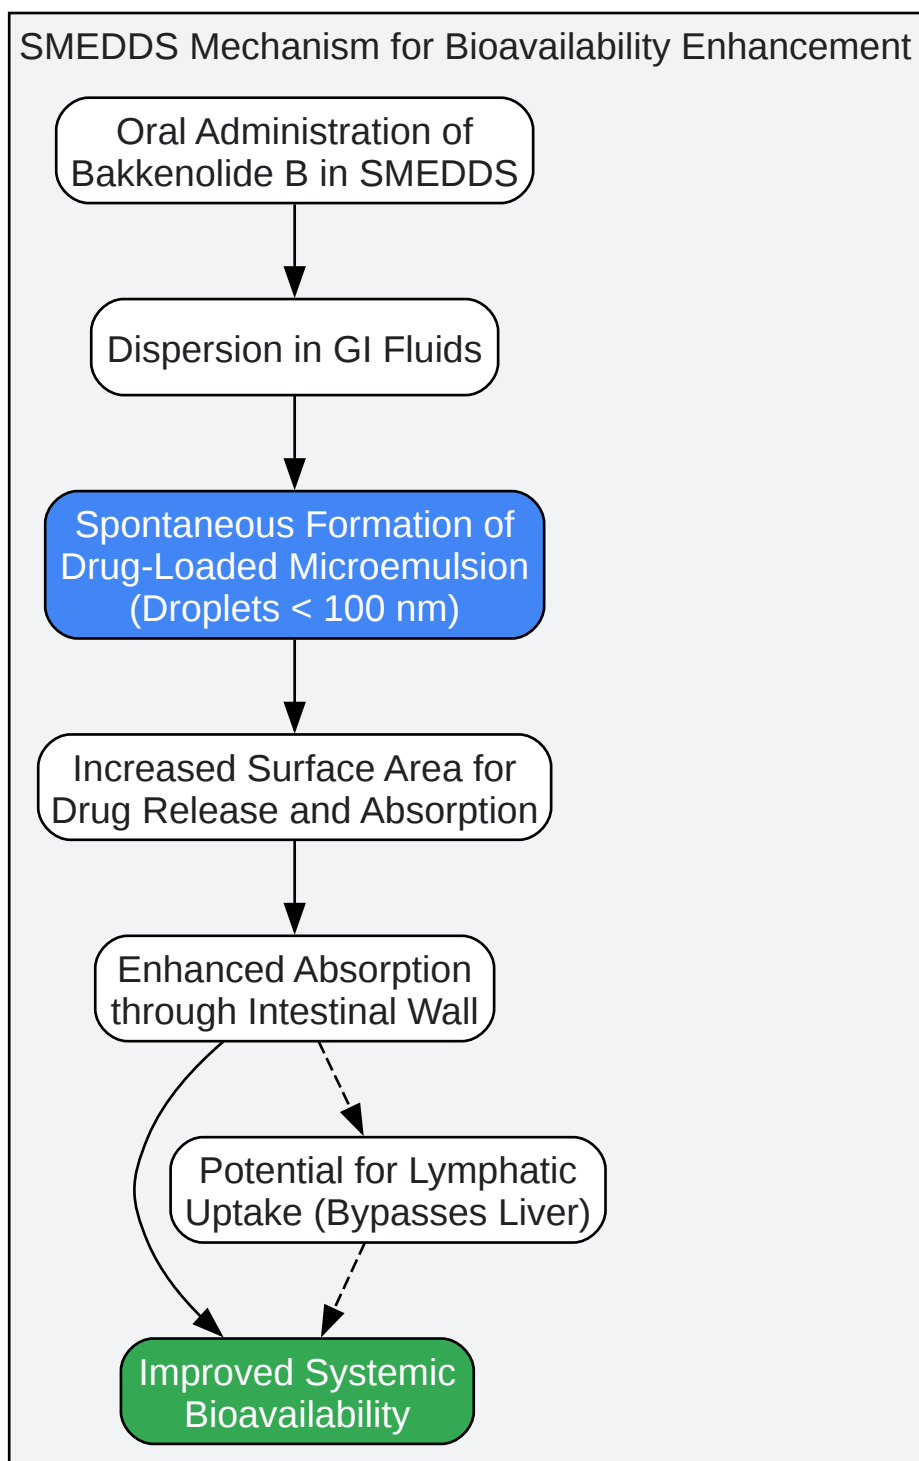 SMEDDS Mechanism for Bioavailability Enhancement
Oral Administration of
Bakkenolide B in SMEDDS
Dispersion in GI Fluids
Spontaneous Formation of
Drug-Loaded Microemulsion
(Droplets < 100 nm)
Increased Surface Area for
Drug Release and Absorption
Enhanced Absorption
through Intestinal Wall
Potential for Lymphatic
Uptake (Bypasses Liver)
Improved Systemic
Bioavailability